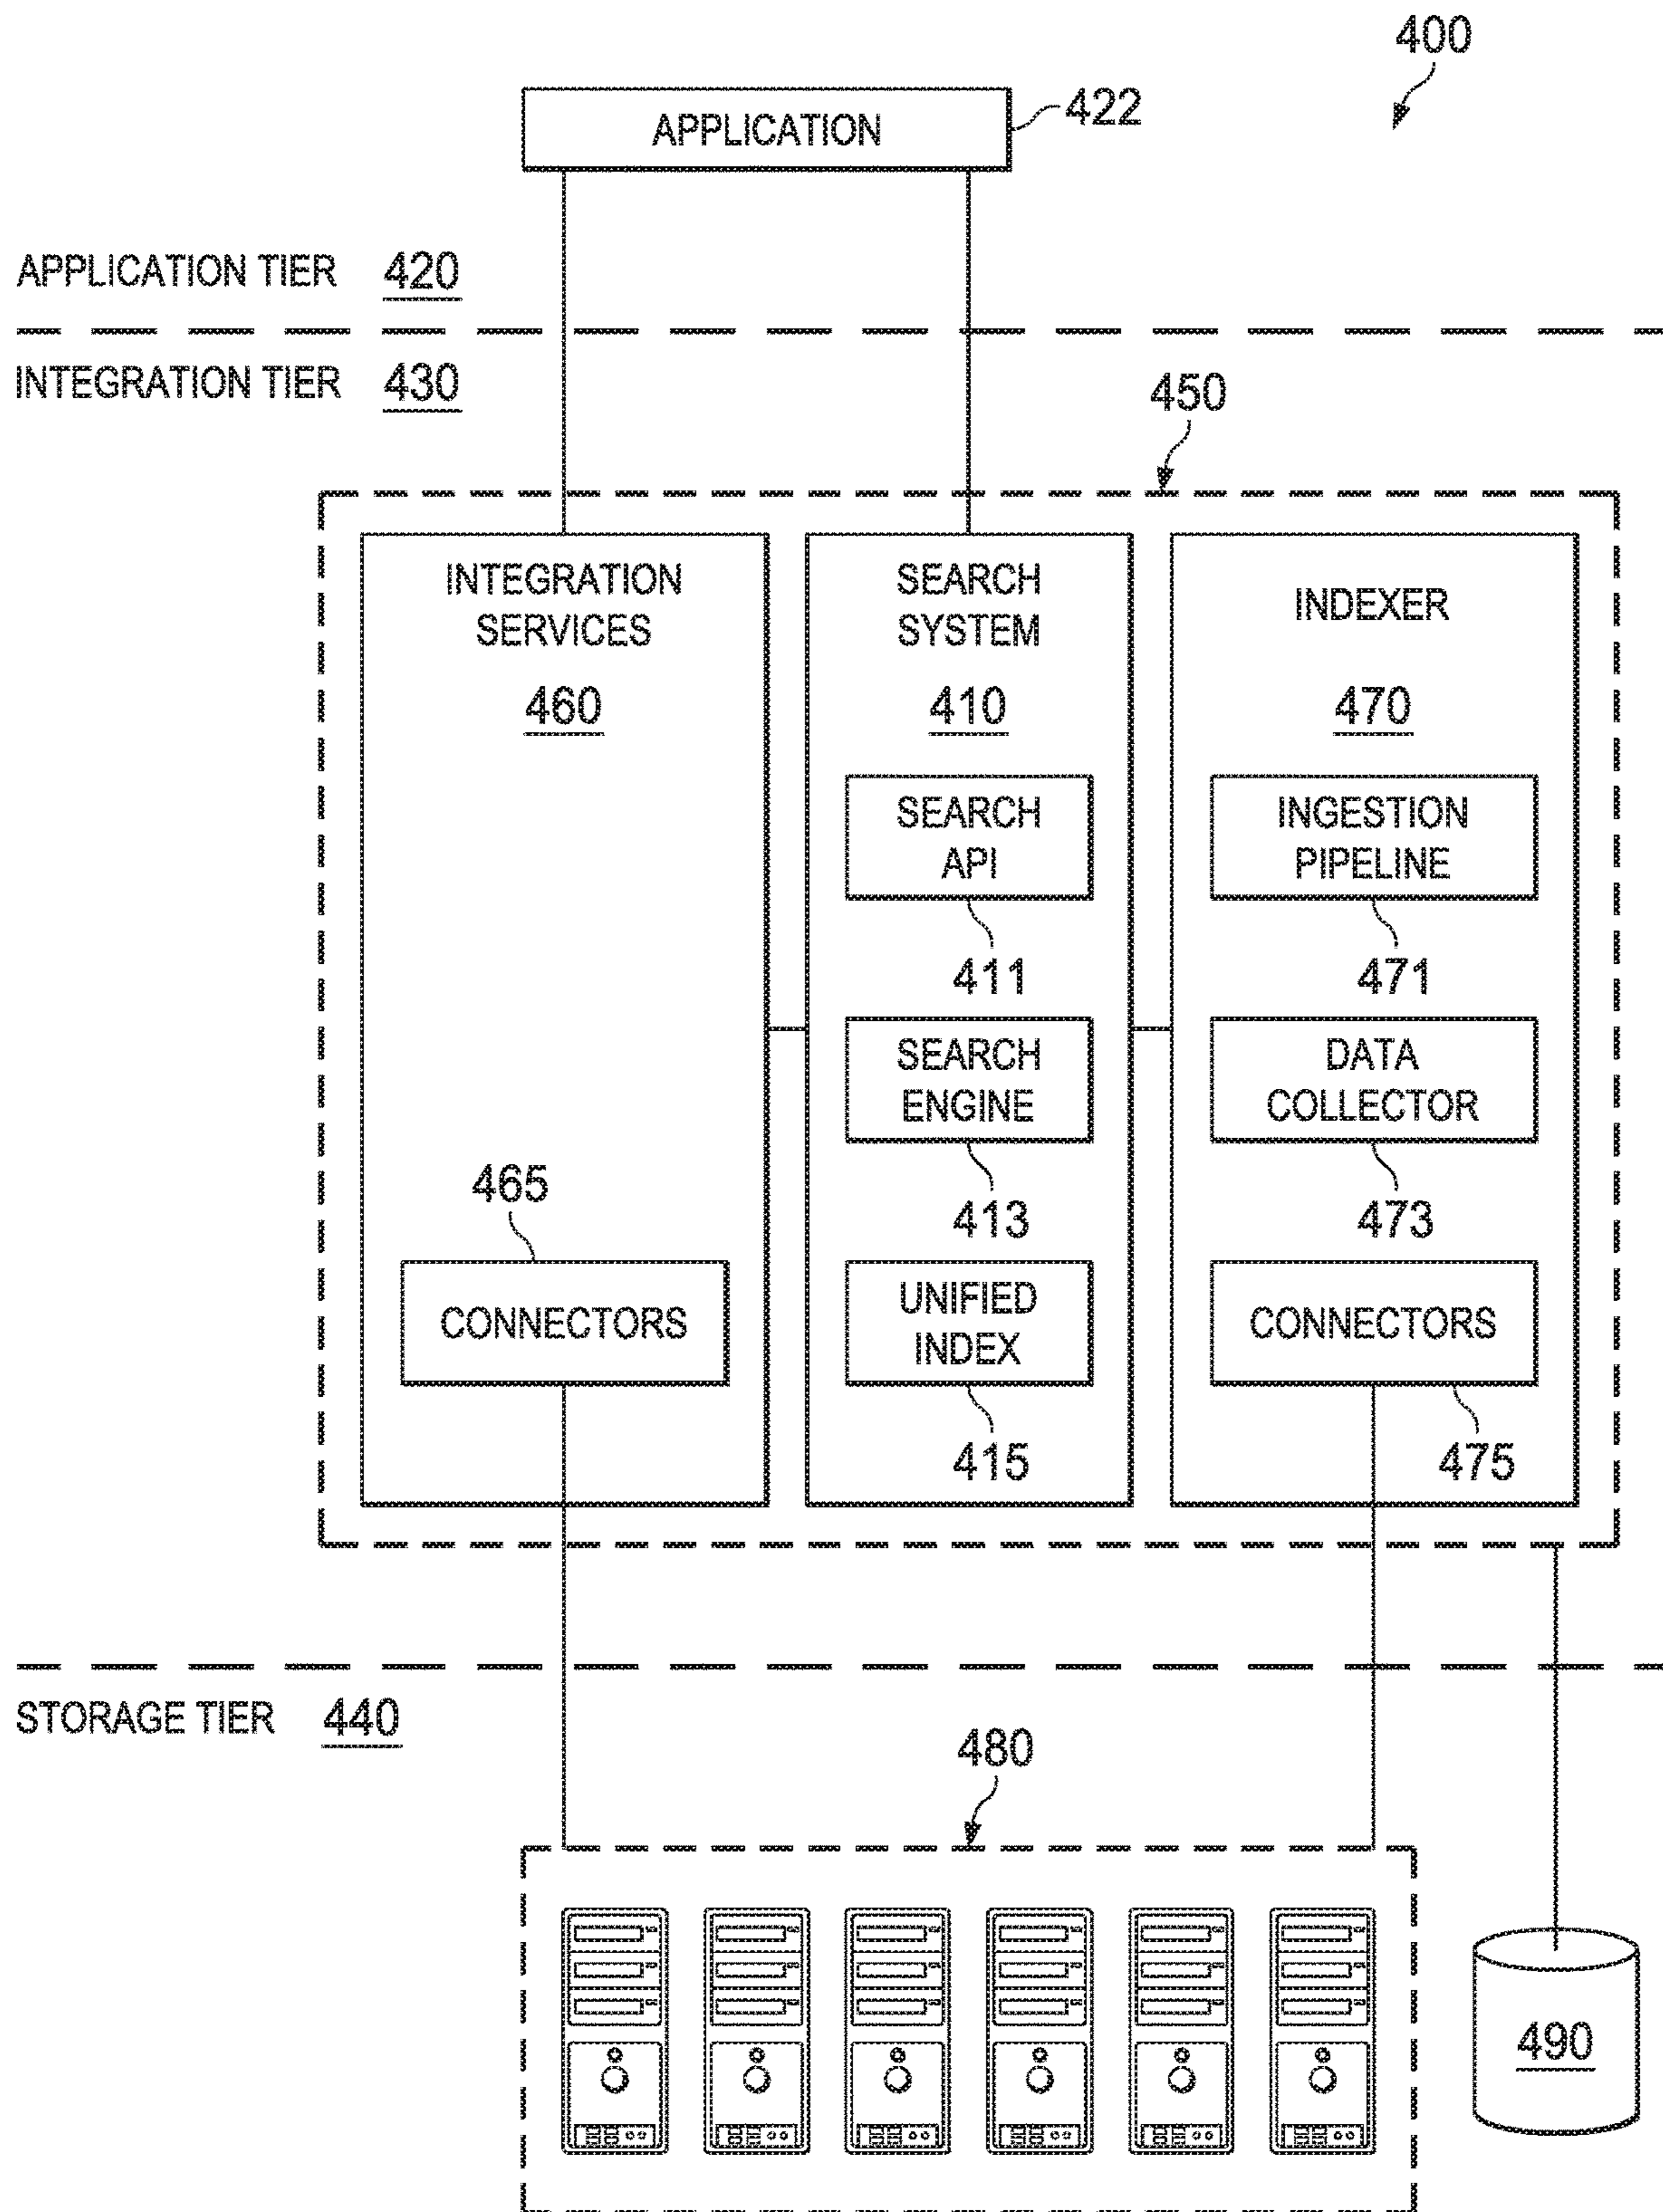 400
APPLICATION
422
APPLICATION TIER 420
INTEGRATION TIER 430
450
INTEGRATION
SERVICES
460
465
CONNECTORS
SEARCH
SYSTEM
410
SEARCH
API
411
SEARCH
ENGINE
413
UNIFIED
INDEX
415
INDEXER
470
INGESTION
PIPELINE
471
DATA
COLLECTOR
473
CONNECTORS
475
STORAGE TIER 440
480
490